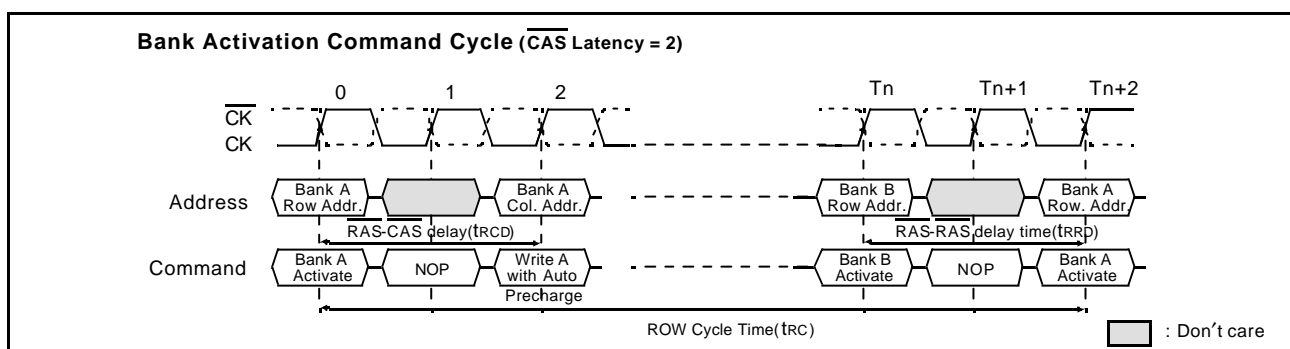 Bank Activation Command Cycle (CAS Latency = 2)
0 1 2 Tn Tn+1 Tn+2
CK
CK
Address
Bank A
Row Addr.
Bank A
Col. Addr.
Bank B
Row Addr.
Bank A
Row. Addr.
RAS-CAS delay(tRCD)
RAS-RAS delay time(tRRD)
Command
Bank A
Activate
NOP
Write A
with Auto
Precharge
Bank B
Activate
NOP
Bank A
Activate
ROW Cycle Time(tRC)
: Don′t care